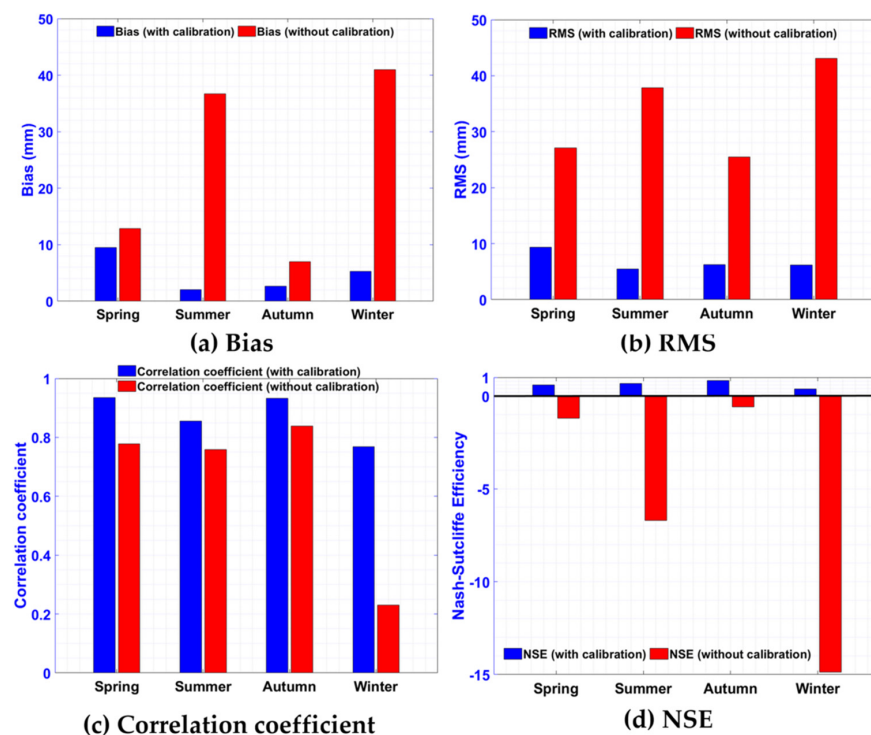 Bias (with calibration) Bias (without calibration)
50
40
30
20
10
0
Bias (mm)
Spring Summer Autumn Winter
(a) Bias
RMS (with calibration) RMS (without calibration)
50
40
30
20
10
0
RMS (mm)
Spring Summer Autumn Winter
(b) RMS
Correlation coefficient (with calibration)
Correlation coefficient (without calibration)
1
0.8
0.6
0.4
0.2
0
Correlation coefficient
Spring Summer Autumn Winter
(c) Correlation coefficient
1
0
-5
-10
-15
Nash-Sutcliffe Efficiency
NSE (with calibration) NSE (without calibration)
Spring Summer Autumn Winter
(d) NSE